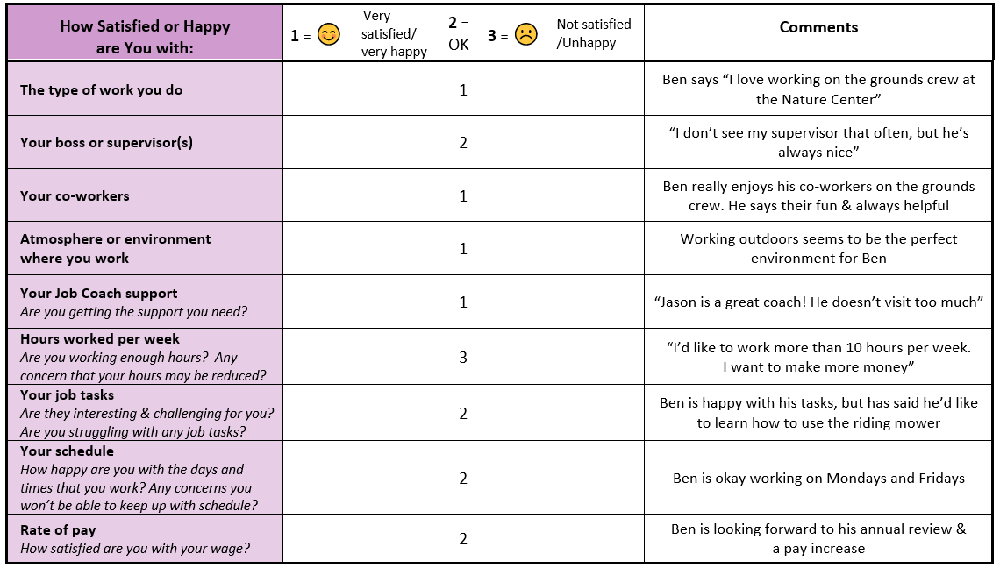 How Satisfied or Happy
are You with:
1 = 😊 Very
satisfied/
very happy
2 =
OK
3 = ☹ Not satisfied
/Unhappy
Comments
The type of work you do
1
Ben says “I love working on the grounds crew at
the Nature Center”
Your boss or supervisor(s)
2
“I don’t see my supervisor that often, but he’s
always nice”
Your co-workers
1
Ben really enjoys his co-workers on the grounds
crew. He says their fun & always helpful
Atmosphere or environment
where you work
1
Working outdoors seems to be the perfect
environment for Ben
Your Job Coach support
Are you getting the support you need?
1
“Jason is a great coach! He doesn’t visit too much”
Hours worked per week
Are you working enough hours?  Any
concern that your hours may be reduced?
3
“I’d like to work more than 10 hours per week.
I want to make more money”
Your job tasks
Are they interesting & challenging for you?
Are you struggling with any job tasks?
2
Ben is happy with his tasks, but has said he’d like
to learn how to use the riding mower
Your schedule
How happy are you with the days and
times that you work? Any concerns you
won’t be able to keep up with schedule?
2
Ben is okay working on Mondays and Fridays
Rate of pay
How satisfied are you with your wage?
2
Ben is looking forward to his annual review &
a pay increase